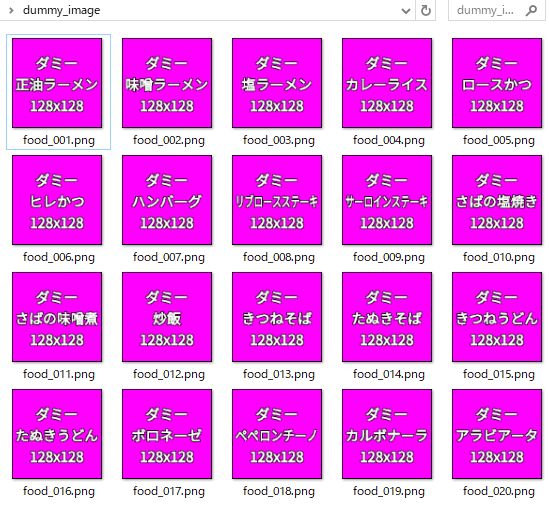 dummy_image
dummy_i...
ダミー
正油ラーメン
128x128
food_001.png
ダミー
味噌ラーメン
128x128
food_002.png
ダミー
塩ラーメン
128x128
food_003.png
ダミー
カレーライス
128x128
food_004.png
ダミー
ロースかつ
128x128
food_005.png
ダミー
ヒレかつ
128x128
food_006.png
ダミー
ハンバーグ
128x128
food_007.png
ダミー
リブロースステーキ
128x128
food_008.png
ダミー
サーロインステーキ
128x128
food_009.png
ダミー
さばの塩焼き
128x128
food_010.png
ダミー
さばの味噌煮
128x128
food_011.png
ダミー
炒飯
128x128
food_012.png
ダミー
きつねそば
128x128
food_013.png
ダミー
たぬきそば
128x128
food_014.png
ダミー
きつねうどん
128x128
food_015.png
ダミー
たぬきうどん
128x128
food_016.png
ダミー
ボロネーゼ
128x128
food_017.png
ダミー
ペペロンチーノ
128x128
food_018.png
ダミー
カルボナーラ
128x128
food_019.png
ダミー
アラビアータ
128x128
food_020.png